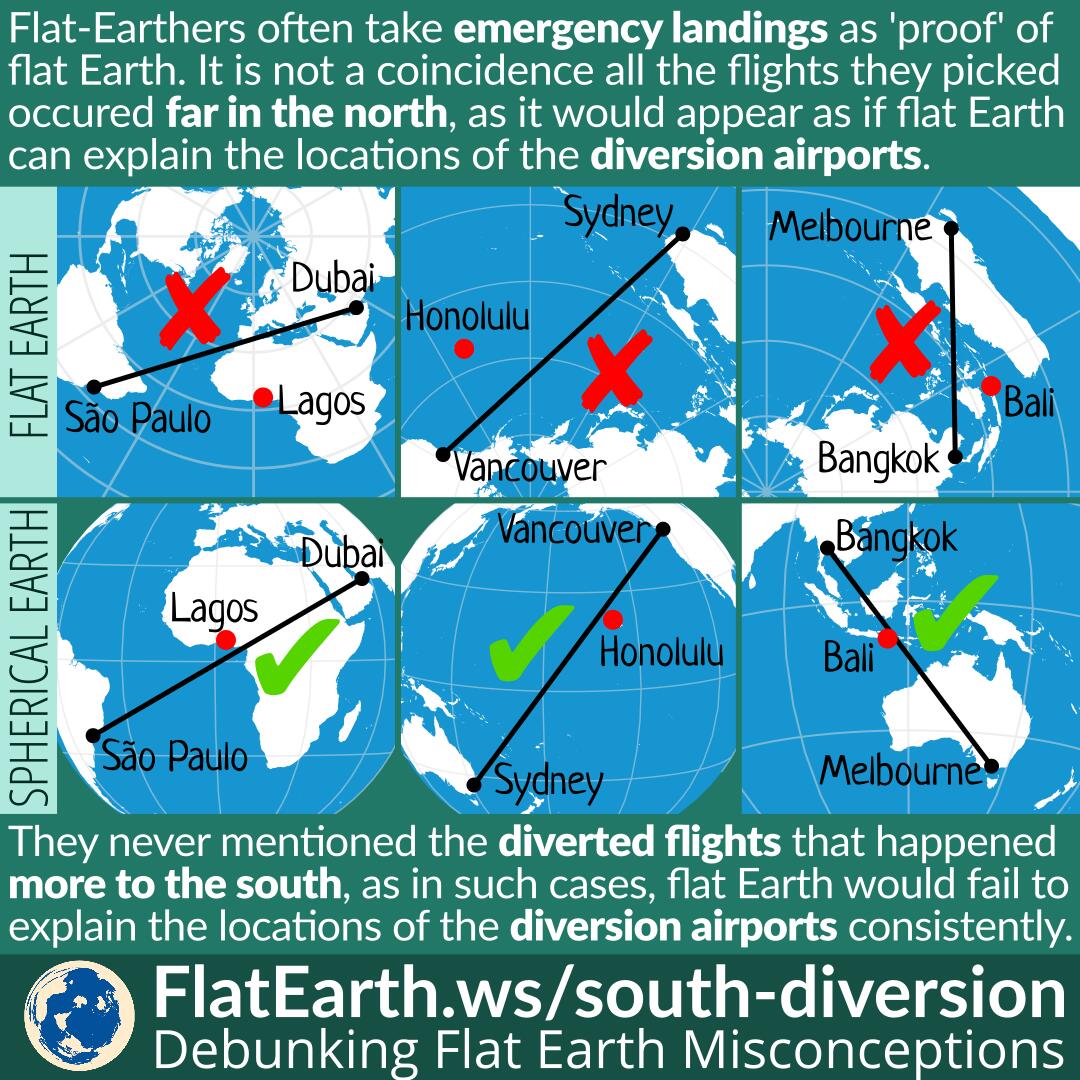 Flat-Earthers often take emergency landings as 'proof' of
flat Earth. It is not a coincidence all the flights they picked
occured far in the north, as it would appear as if flat Earth
can explain the locations of the diversion airports.
FLAT EARTH
Dubai
São Paulo
Lagos
Sydney
Honolulu
Vancouver
Melbourne
Bali
Bangkok
SPHERICAL EARTH
Dubai
Lagos
São Paulo
Vancouver
Honolulu
Sydney
Bangkok
Bali
Melbourne
They never mentioned the diverted flights that happened
more to the south, as in such cases, flat Earth would fail to
explain the locations of the diversion airports consistently.
FlatEarth.ws/south-diversion
Debunking Flat Earth Misconceptions